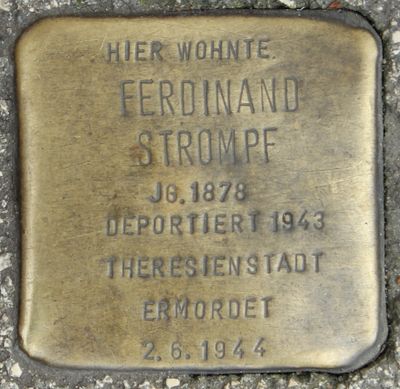 HIER WOHNTE
FERDINAND
STROMPF
JG. 1878
DEPORTIERT 1943
THERESIENSTADT
ERMORDET
2.6.1944